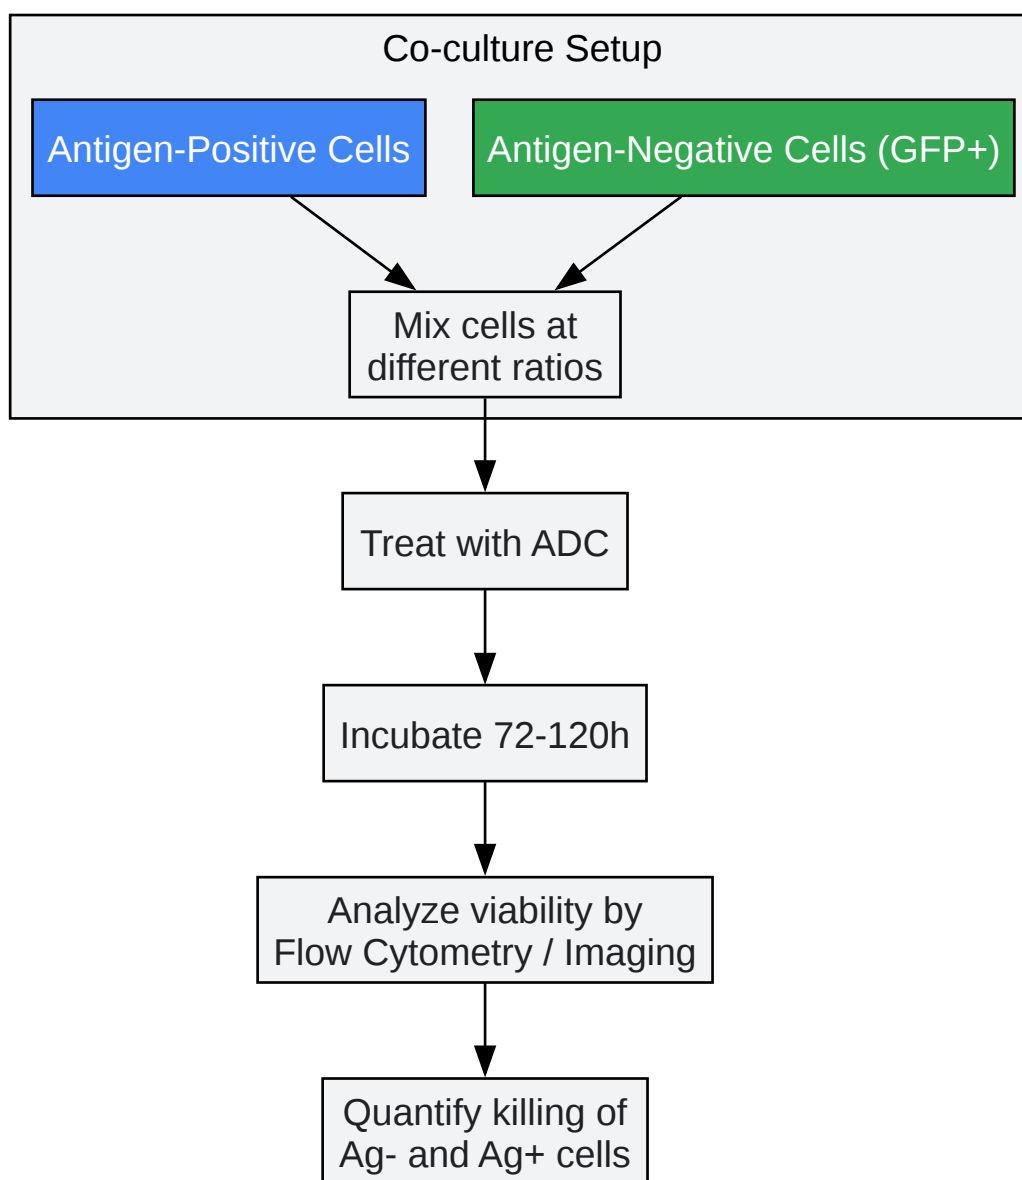 Co-culture Setup
Antigen-Positive Cells
Antigen-Negative Cells (GFP+)
Mix cells at
different ratios
Treat with ADC
Incubate 72-120h
Analyze viability by
Flow Cytometry / Imaging
Quantify killing of
Ag- and Ag+ cells